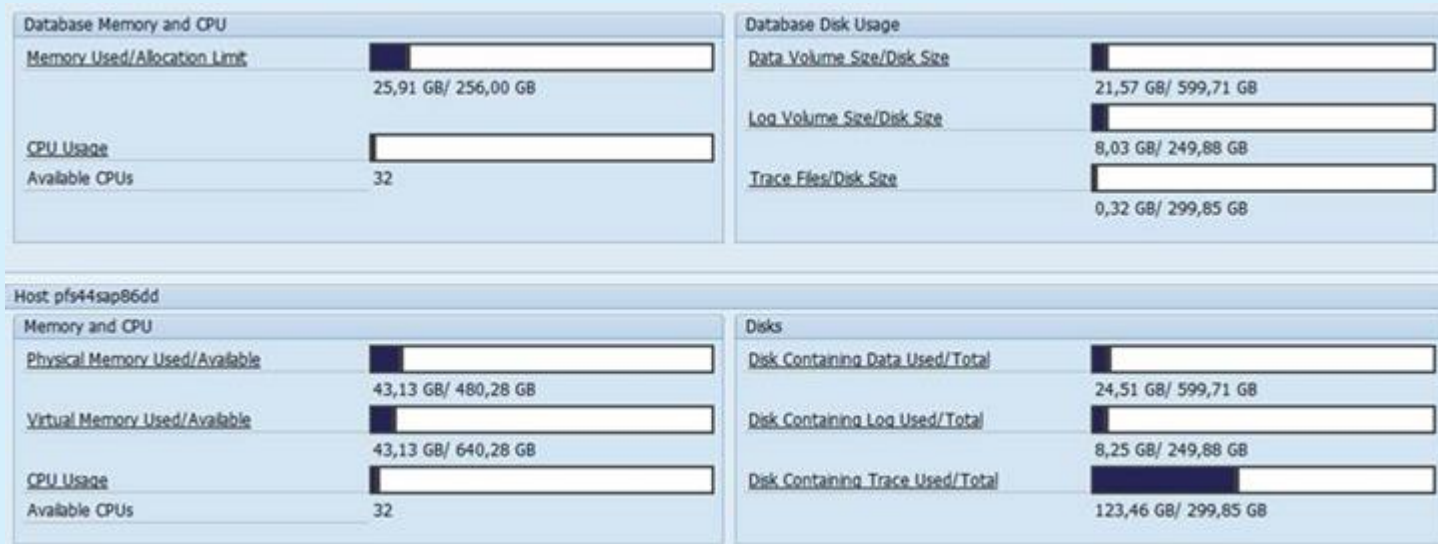 Database Memory and CPU
Memory Used/Allocation Limit
25,91 GB/ 256,00 GB
CPU Usage
Available CPUs 32
Database Disk Usage
Data Volume Size/Disk Size
21,57 GB/ 599,71 GB
Log Volume Size/Disk Size
8,03 GB/ 249,88 GB
Trace Files/Disk Size
0,32 GB/ 299,85 GB
Host pfs44sap86dd
Memory and CPU
Physical Memory Used/Available
43,13 GB/ 480,28 GB
Virtual Memory Used/Available
43,13 GB/ 640,28 GB
CPU Usage
Available CPUs 32
Disks
Disk Containing Data Used/Total
24,51 GB/ 599,71 GB
Disk Containing Log Used/Total
8,25 GB/ 249,88 GB
Disk Containing Trace Used/Total
123,46 GB/ 299,85 GB